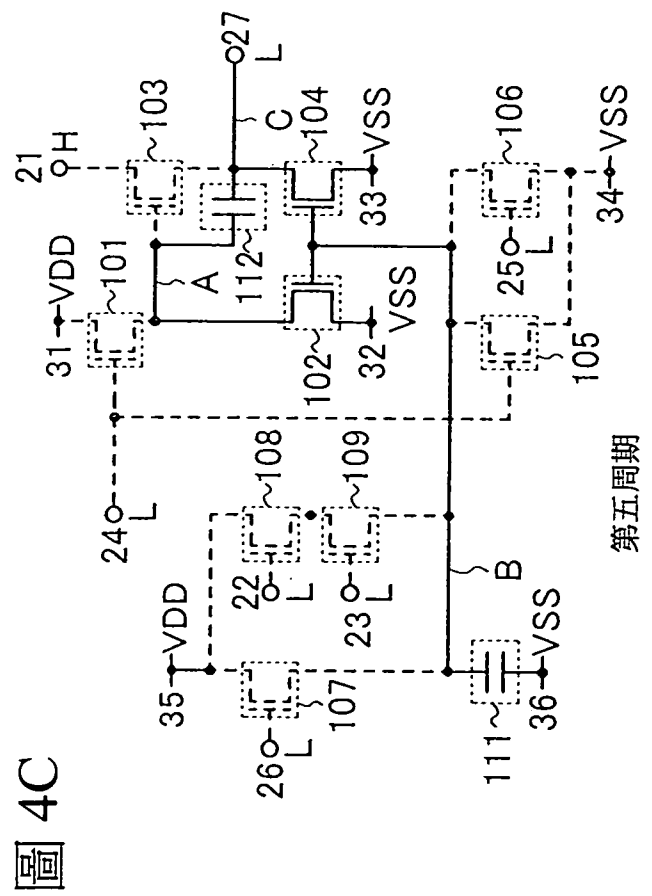 圖 4C
21 H
31 VDD
101
103
27
L
A
C
112
104
24
L
102
32 VSS
33 VSS
35 VDD
108
109
22 L
23 L
26 L
107
B
25 L
106
105
34 VSS
111
36 VSS
第五周期